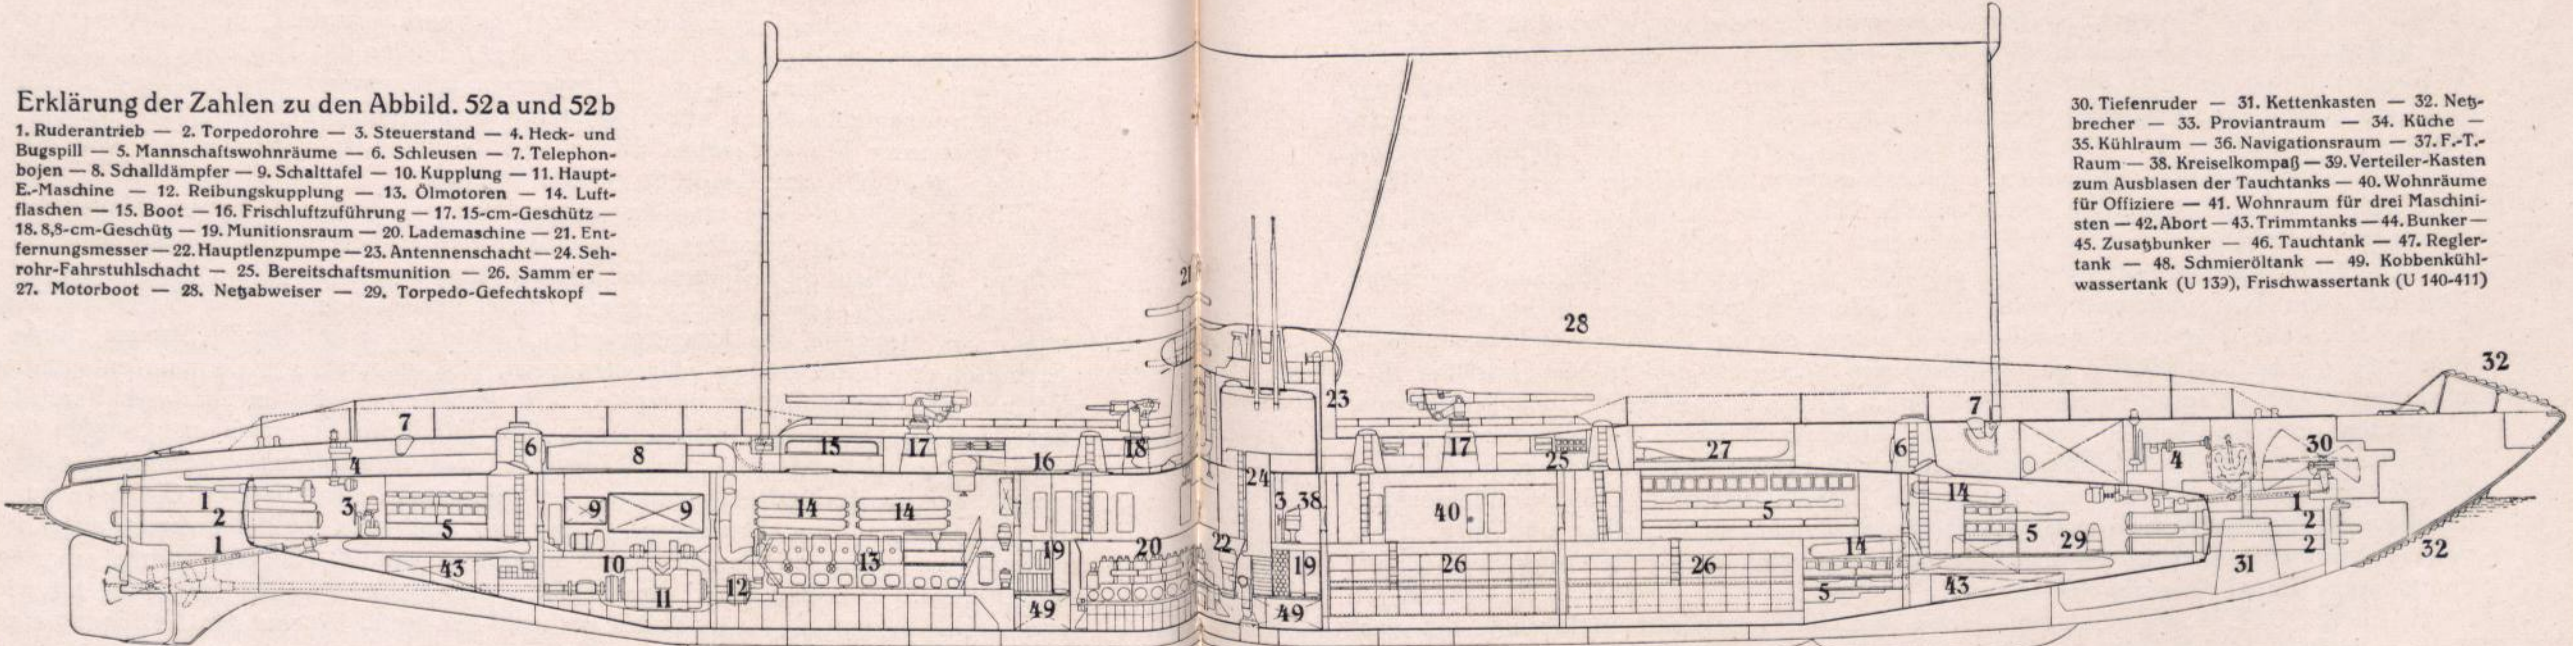 Erklärung der Zahlen zu den Abbild. 52a und 52b
1. Ruderantrieb — 2. Torpedorohre — 3. Steuerstand — 4. Heck- und
Bugspill — 5. Mannschaftswohnräume — 6. Schleusen — 7. Telephon-
bojen — 8. Schalldämpfer — 9. Schalttafel — 10. Kupplung — 11. Haupt-
E.-Maschine — 12. Reibungskupplung — 13. Ölmotoren — 14. Luft-
flaschen — 15. Boot — 16. Frischluftzuführung — 17. 15-cm-Geschütz —
18. 8,8-cm-Geschütz — 19. Munitionsraum — 20. Lademaschine — 21. Ent-
fernungsmesser — 22. Hauptlenzpumpe — 23. Antennenschacht — 24. Seh-
rohr-Fahrstuhlschacht — 25. Bereitschaftsmunition — 26. Samm er —
27. Motorboot — 28. Netzabweiser — 29. Torpedo-Gefechtskopf —
30. Tiefenruder — 31. Kettenkasten — 32. Netz-
brecher — 33. Proviantraum — 34. Küche —
35. Kühlraum — 36. Navigationsraum — 37. F.-T.-
Raum — 38. Kreiselkompaß — 39. Verteiler-Kasten
zum Ausblasen der Tauchtanks — 40. Wohnräume
für Offiziere — 41. Wohnraum für drei Maschini-
sten — 42. Abort — 43. Trimmtanks — 44. Bunker —
45. Zusatzbunker — 46. Tauchtank — 47. Regler-
tank — 48. Schmieröltank — 49. Kobbenkühl-
wassertank (U 139), Frischwassertank (U 140-411)
21
28
32
7 23 7
4 6 8 15 17 16 18 24 17 25 27 6 4 30
1 2 3 5 9 9 14 14 3 38 40 5 14 1 2
1 43 10 11 12 13 19 20 22 19 26 26 14 5 29 2 32
49 49 5 43 31